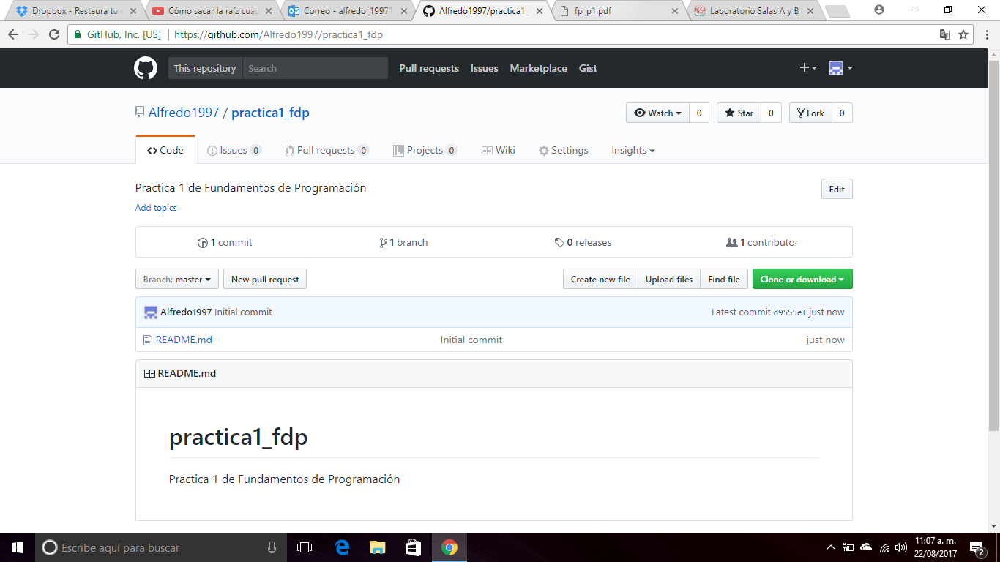 Dropbox - Restaura tu c
Cómo sacar la raíz cuad
Correo - alfredo_19971
Alfredo1997/practica1_
fp_p1.pdf
Laboratorio Salas A y B
GitHub, Inc. [US] https://github.com/Alfredo1997/practica1_fdp
This repository Search Pull requests Issues Marketplace Gist
Alfredo1997 / practica1_fdp Watch 0 Star 0 Fork 0
Code Issues 0 Pull requests 0 Projects 0 Wiki Settings Insights
Practica 1 de Fundamentos de Programación Edit
Add topics
1 commit 1 branch 0 releases 1 contributor
Branch: master New pull request Create new file Upload files Find file Clone or download
Alfredo1997 Initial commit Latest commit d9555ef just now
README.md Initial commit just now
README.md
practica1_fdp
Practica 1 de Fundamentos de Programación
Escribe aquí para buscar
11:07 a. m.
22/08/2017
2